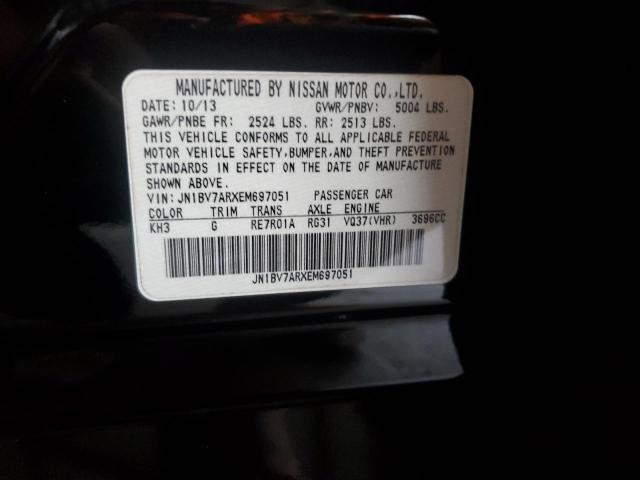 MANUFACTURED BY NISSAN MOTOR CO.,LTD.
DATE: 10/13 GVWR/PNBV: 5004 LBS.
GAWR/PNBE FR: 2524 LBS. RR: 2513 LBS.
THIS VEHICLE CONFORMS TO ALL APPLICABLE FEDERAL
MOTOR VEHICLE SAFETY,BUMPER,AND THEFT PREVENTION
STANDARDS IN EFFECT ON THE DATE OF MANUFACTURE
SHOWN ABOVE.
VIN: JN1BV7ARXEM697051 PASSENGER CAR
COLOR TRIM TRANS AXLE ENGINE
KH3 G RE7R01A RG31 VQ37(VHR) 3696CC
JN1BV7ARXEM697051